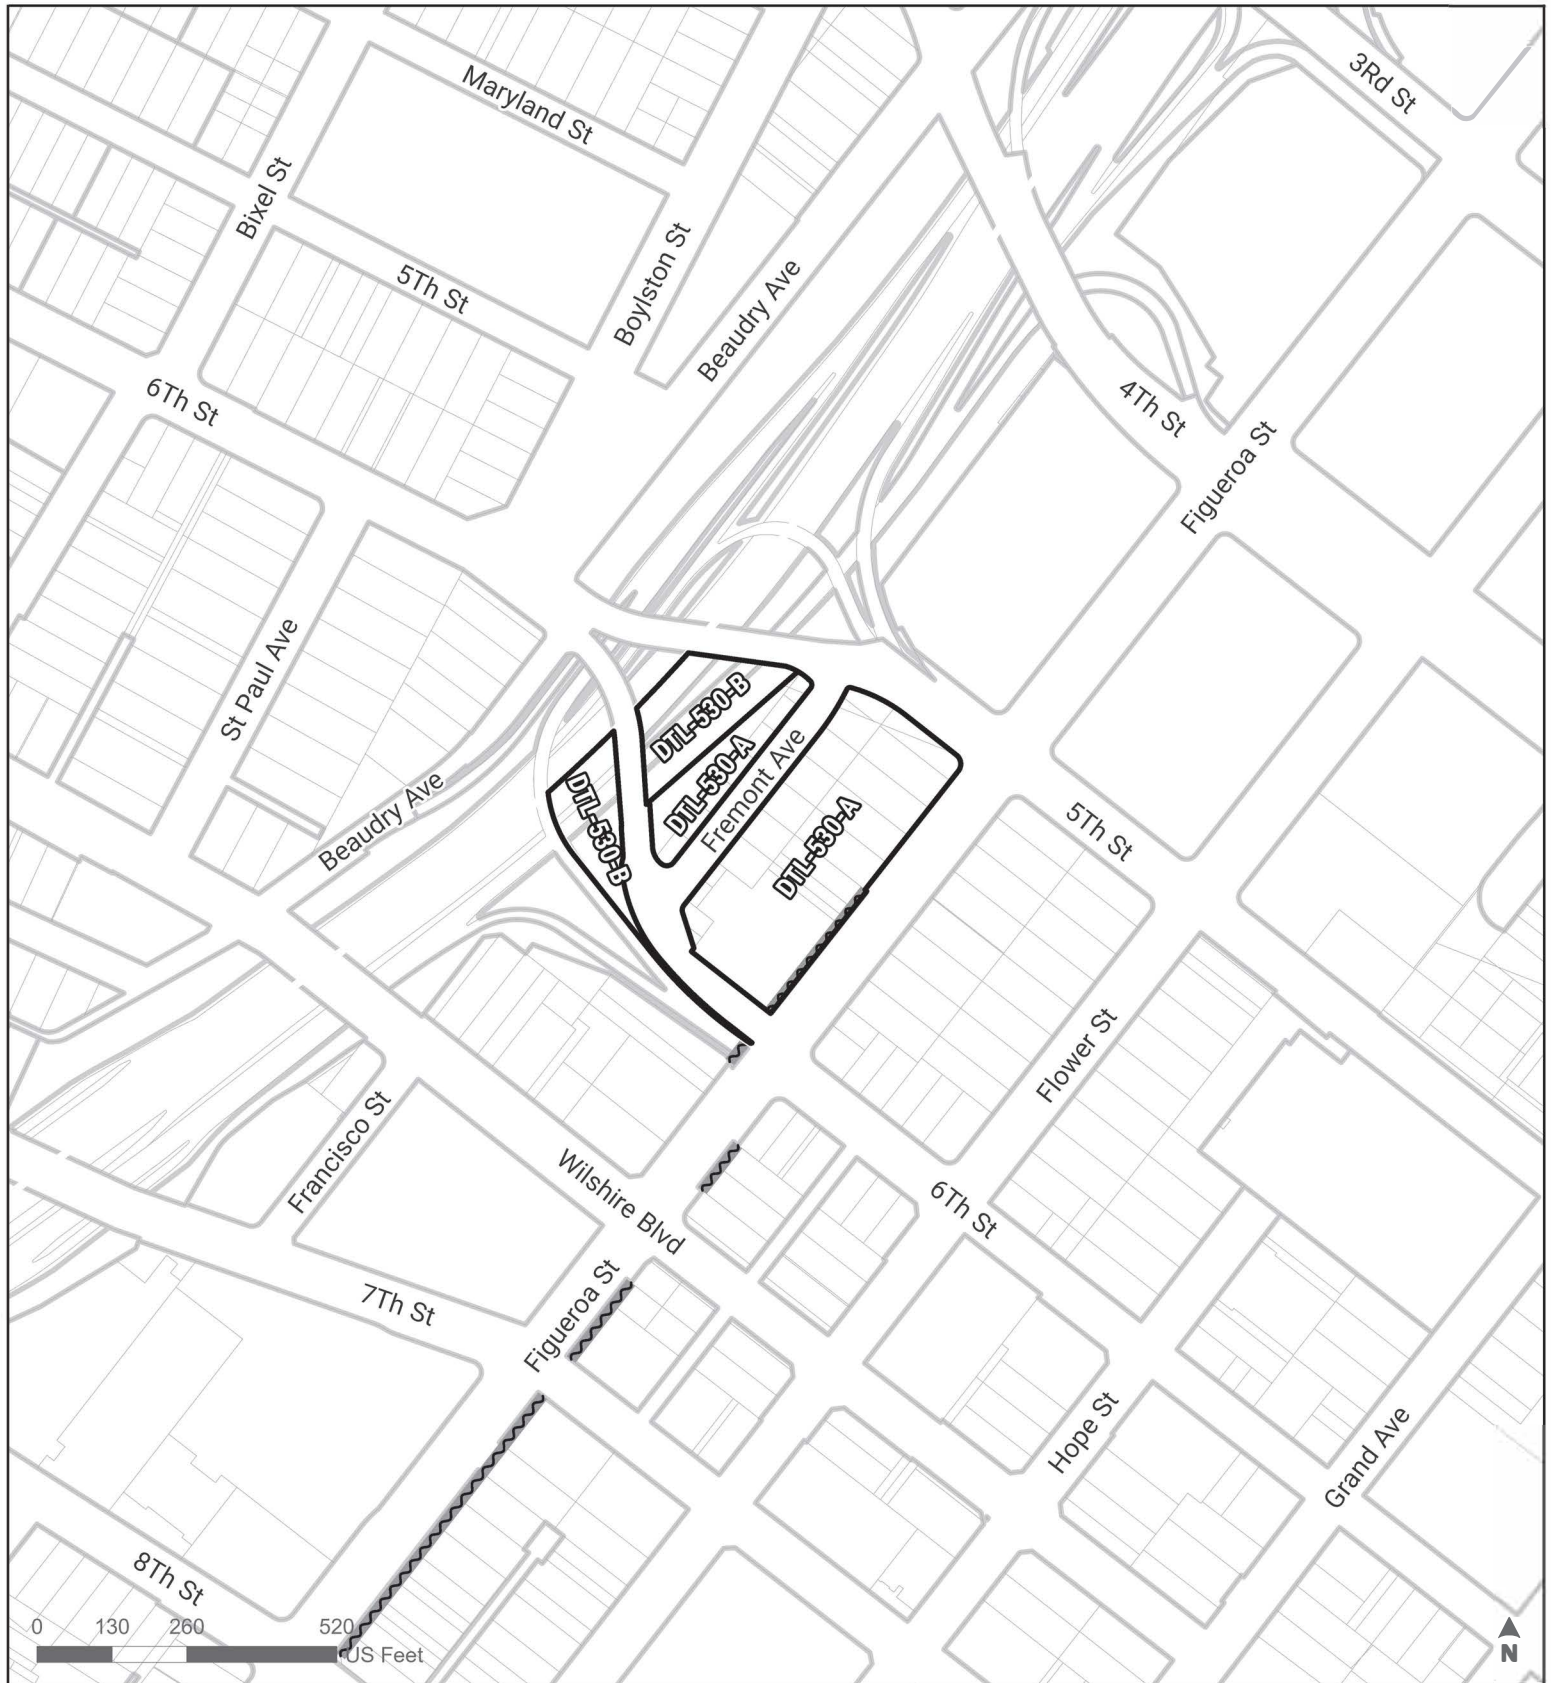 3Rd St
Maryland St
Bixel St
5Th St
Boylston St
Beaudry Ave
6Th St
4Th St
Figueroa St
St Paul Ave
DTL-530-B
DTL-530-A
Fremont Ave
Beaudry Ave
DTL-530-B
DTL-530-A
5Th St
Flower St
Francisco St
Wilshire Blvd
6Th St
7Th St
Figueroa St
Hope St
Grand Ave
8Th St
0 130 260 520
US Feet
N